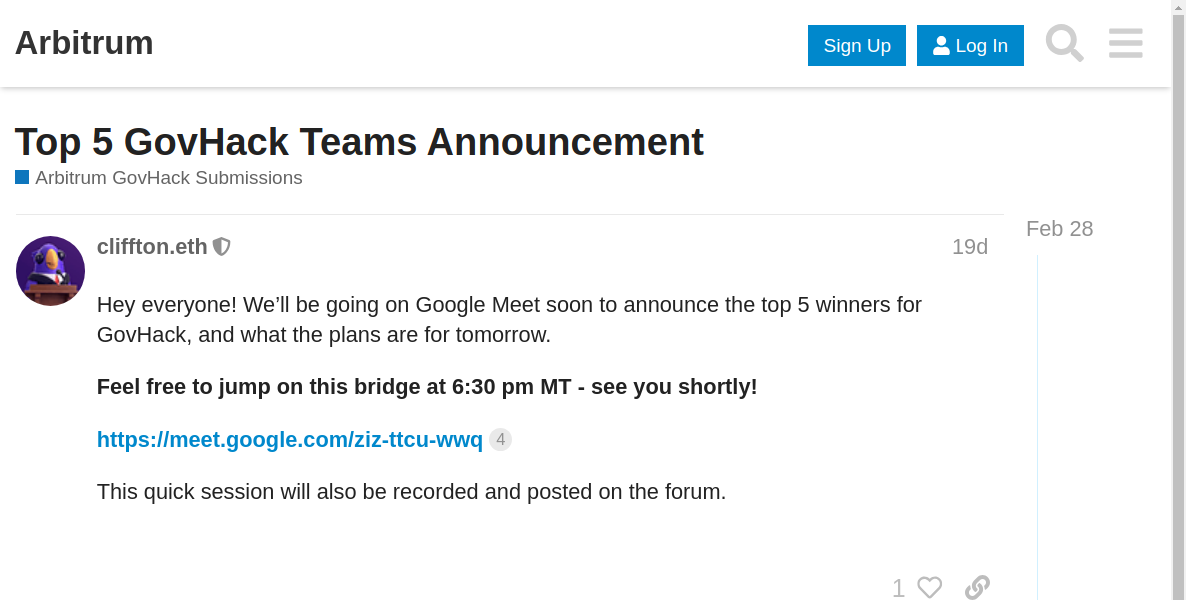 Arbitrum
Sign Up
Log In
Top 5 GovHack Teams Announcement
Arbitrum GovHack Submissions
Feb 28
cliffton.eth
19d
Hey everyone! We’ll be going on Google Meet soon to announce the top 5 winners for
GovHack, and what the plans are for tomorrow.
Feel free to jump on this bridge at 6:30 pm MT - see you shortly!
https://meet.google.com/ziz-ttcu-wwq 4
This quick session will also be recorded and posted on the forum.
1